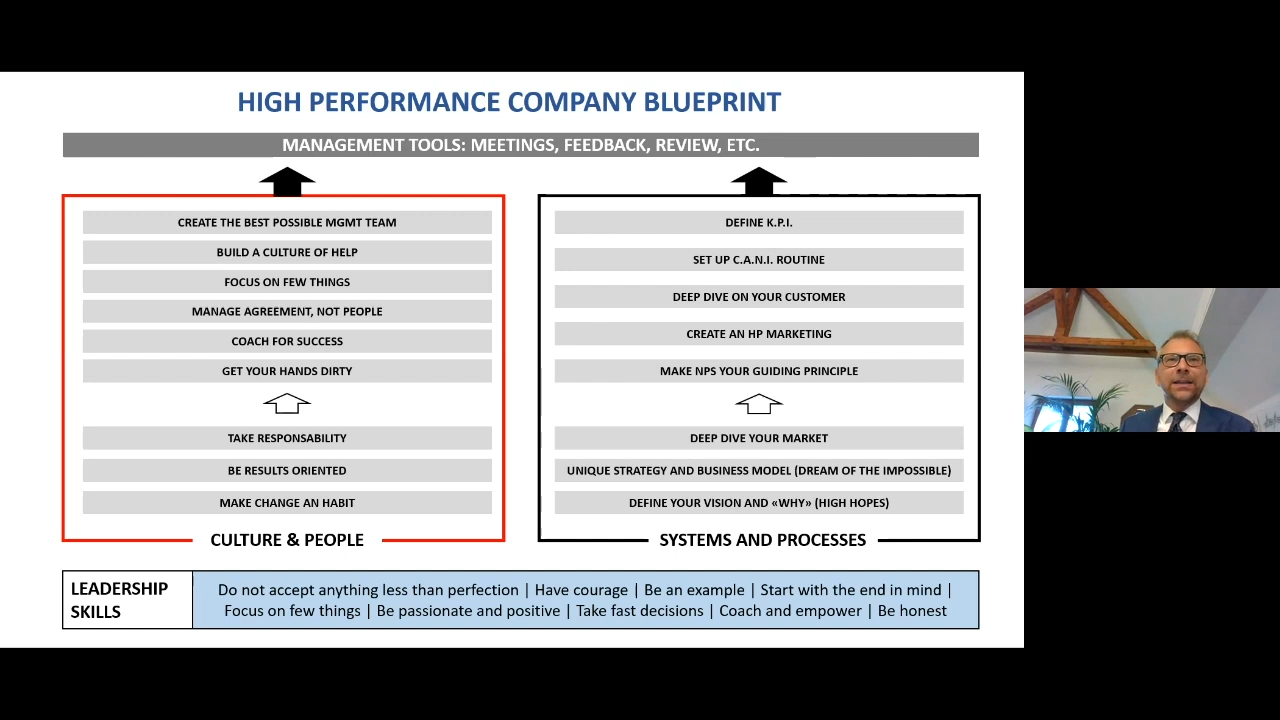 HIGH PERFORMANCE COMPANY BLUEPRINT
MANAGEMENT TOOLS: MEETINGS, FEEDBACK, REVIEW, ETC.
CREATE THE BEST POSSIBLE MGMT TEAM
BUILD A CULTURE OF HELP
FOCUS ON FEW THINGS
MANAGE AGREEMENT, NOT PEOPLE
COACH FOR SUCCESS
GET YOUR HANDS DIRTY
TAKE RESPONSABILITY
BE RESULTS ORIENTED
MAKE CHANGE AN HABIT
CULTURE & PEOPLE
DEFINE K.P.I.
SET UP C.A.N.I. ROUTINE
DEEP DIVE ON YOUR CUSTOMER
CREATE AN HP MARKETING
MAKE NPS YOUR GUIDING PRINCIPLE
DEEP DIVE YOUR MARKET
UNIQUE STRATEGY AND BUSINESS MODEL (DREAM OF THE IMPOSSIBLE)
DEFINE YOUR VISION AND «WHY» (HIGH HOPES)
SYSTEMS AND PROCESSES
LEADERSHIP
SKILLS
Do not accept anything less than perfection | Have courage | Be an example | Start with the end in mind |
Focus on few things | Be passionate and positive | Take fast decisions | Coach and empower | Be honest